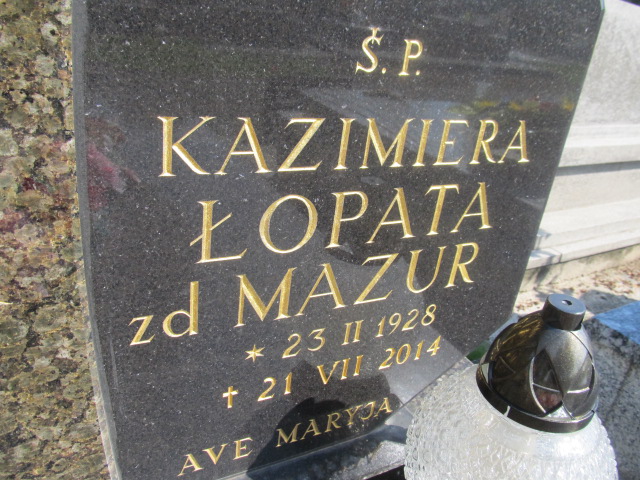 Ś. P.
KAZIMIERA
ŁOPATA
zd MAZUR
* 23 II 1928
✝ 21 VII 2014
AVE MARYJA